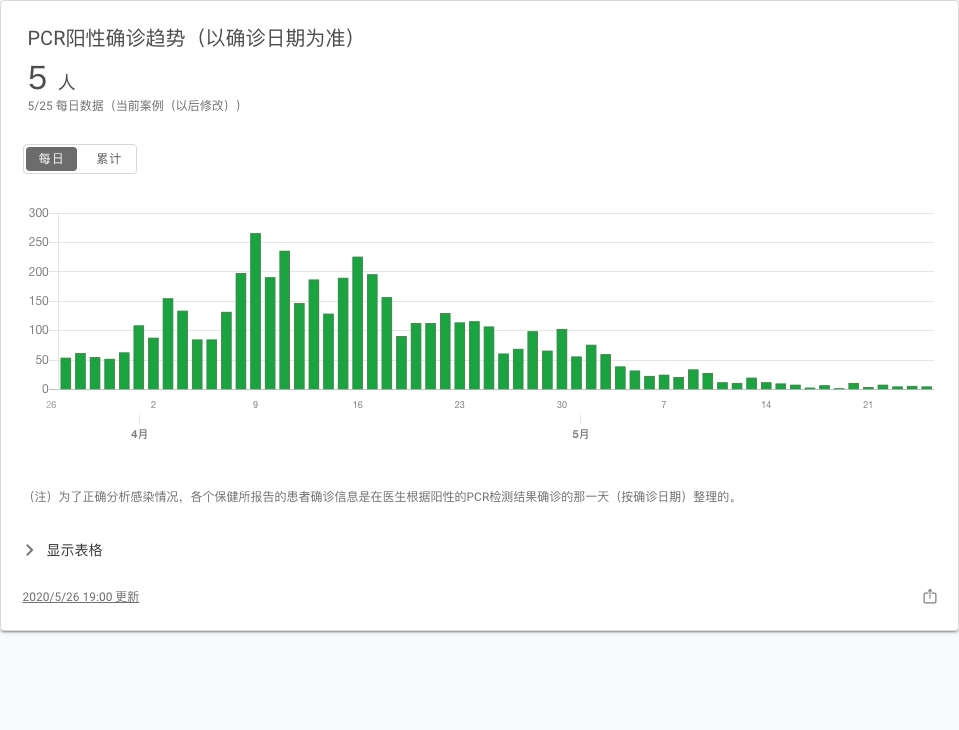 PCR阳性确诊趋势（以确诊日期为准）
5 人
5/25 每日数据（当前案例（以后修改））
每日 累计
300
250
200
150
100
50
0
26 2 9 16 23 30 7 14 21
4月 5月
（注）为了正确分析感染情况，各个保健所报告的患者确诊信息是在医生根据阳性的PCR检测结果确诊的那一天（按确诊日期）整理的。
显示表格
2020/5/26 19:00 更新